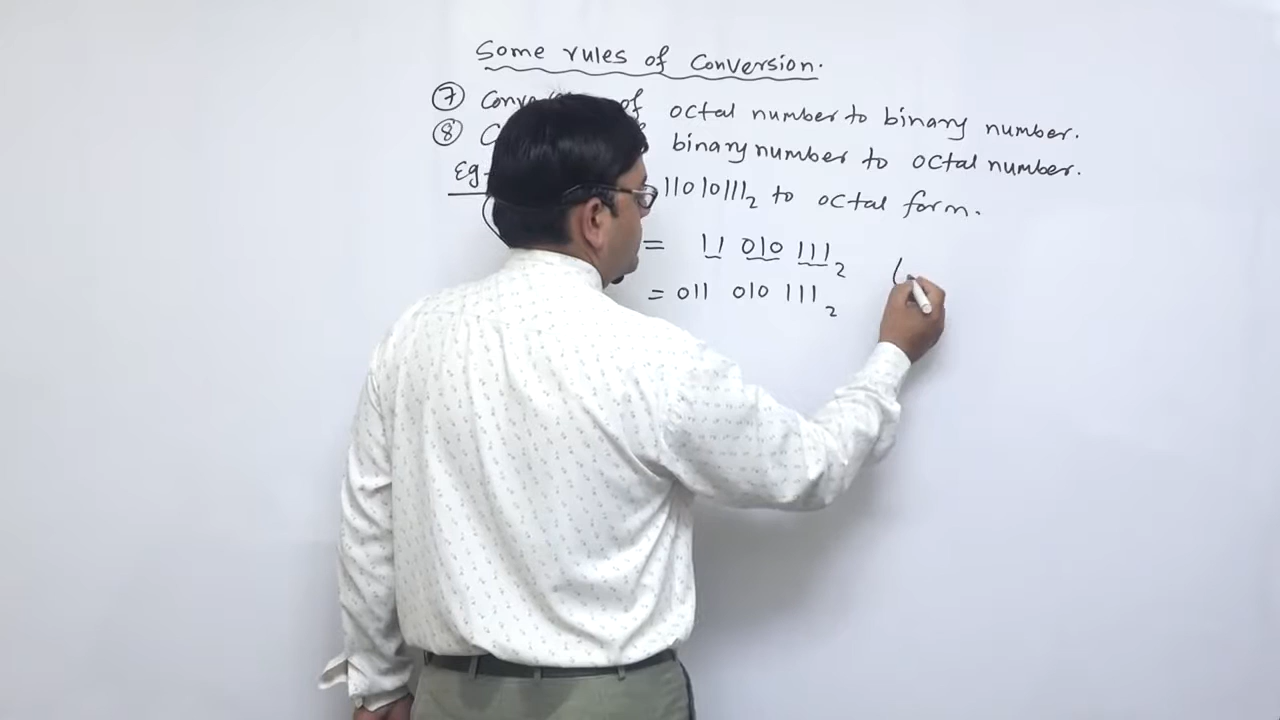 Some rules of Conversion.
⑦ of octal number to binary number.
⑧ binary number to octal number.
Eg 11010111₂ to octal form.
= 11 010 111₂ (
= 011 010 111₂